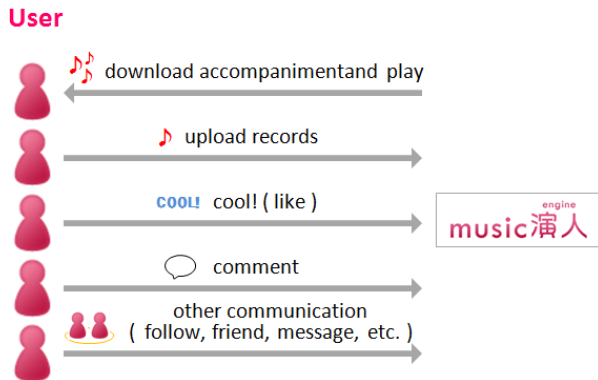 User
download accompanimentand play
upload records
COOL! cool! ( like )
engine
music演人
comment
other communication
( follow, friend, message, etc. )